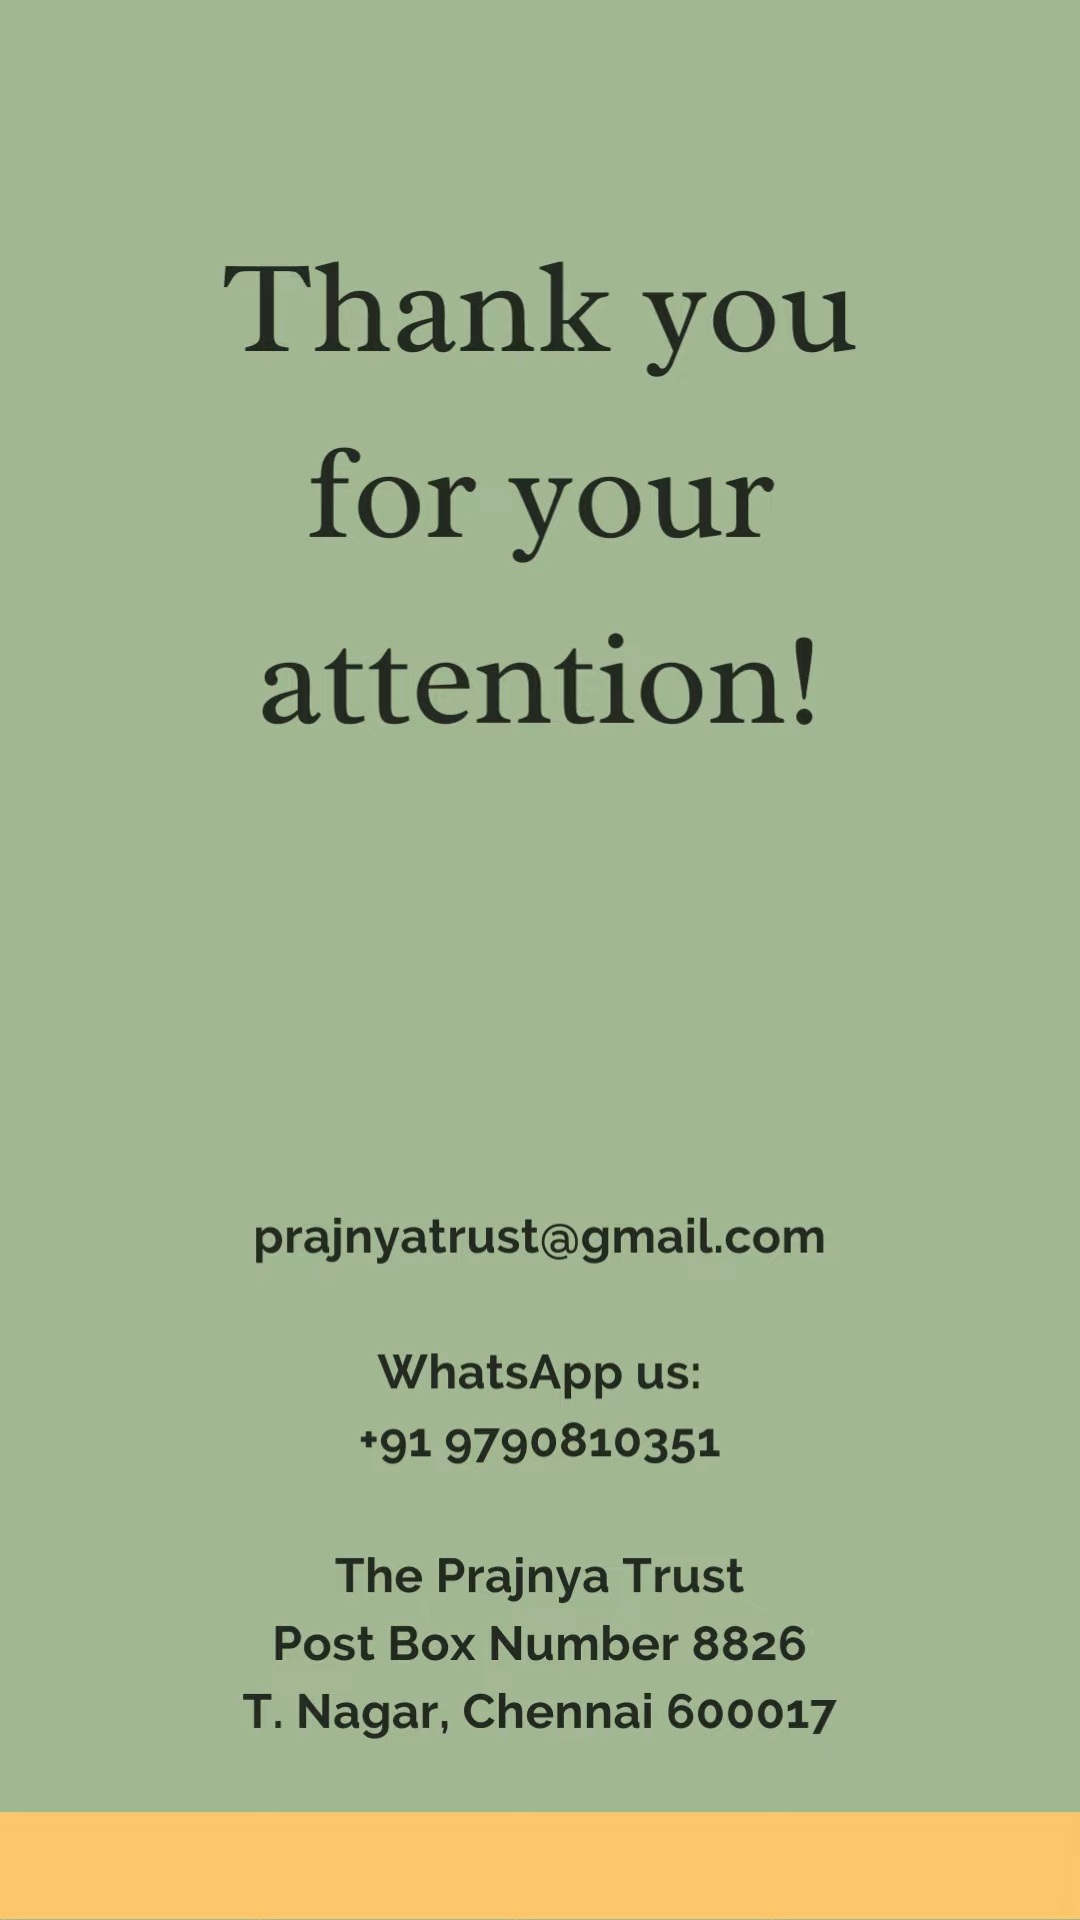 Thank you
for your
attention!
prajnyatrust@gmail.com
WhatsApp us:
+91 9790810351
The Prajnya Trust
Post Box Number 8826
T. Nagar, Chennai 600017